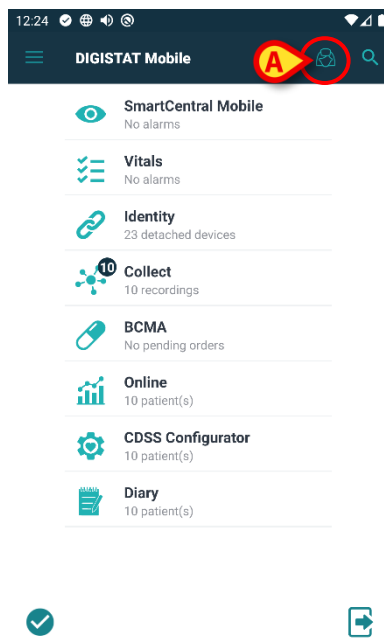 12:24
DIGISTAT Mobile
A
SmartCentral Mobile
No alarms
Vitals
No alarms
Identity
23 detached devices
10
Collect
10 recordings
BCMA
No pending orders
Online
10 patient(s)
CDSS Configurator
10 patient(s)
Diary
10 patient(s)